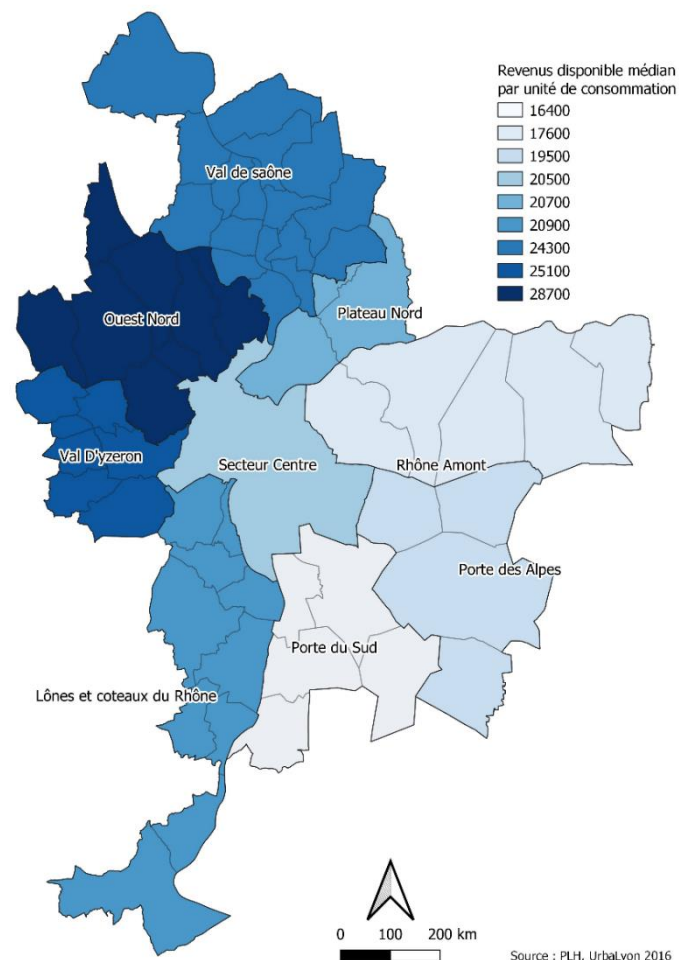 Revenus disponible médian
par unité de consommation
16400
17600
19500
20500
20700
20900
24300
25100
28700
Val de saône
Ouest Nord
Plateau Nord
Val D'yzeron
Secteur Centre
Rhône Amont
Porte des Alpes
Porte du Sud
Lônes et coteaux du Rhône
0 100 200 km
Source : PLH, UrbaLyon 2016